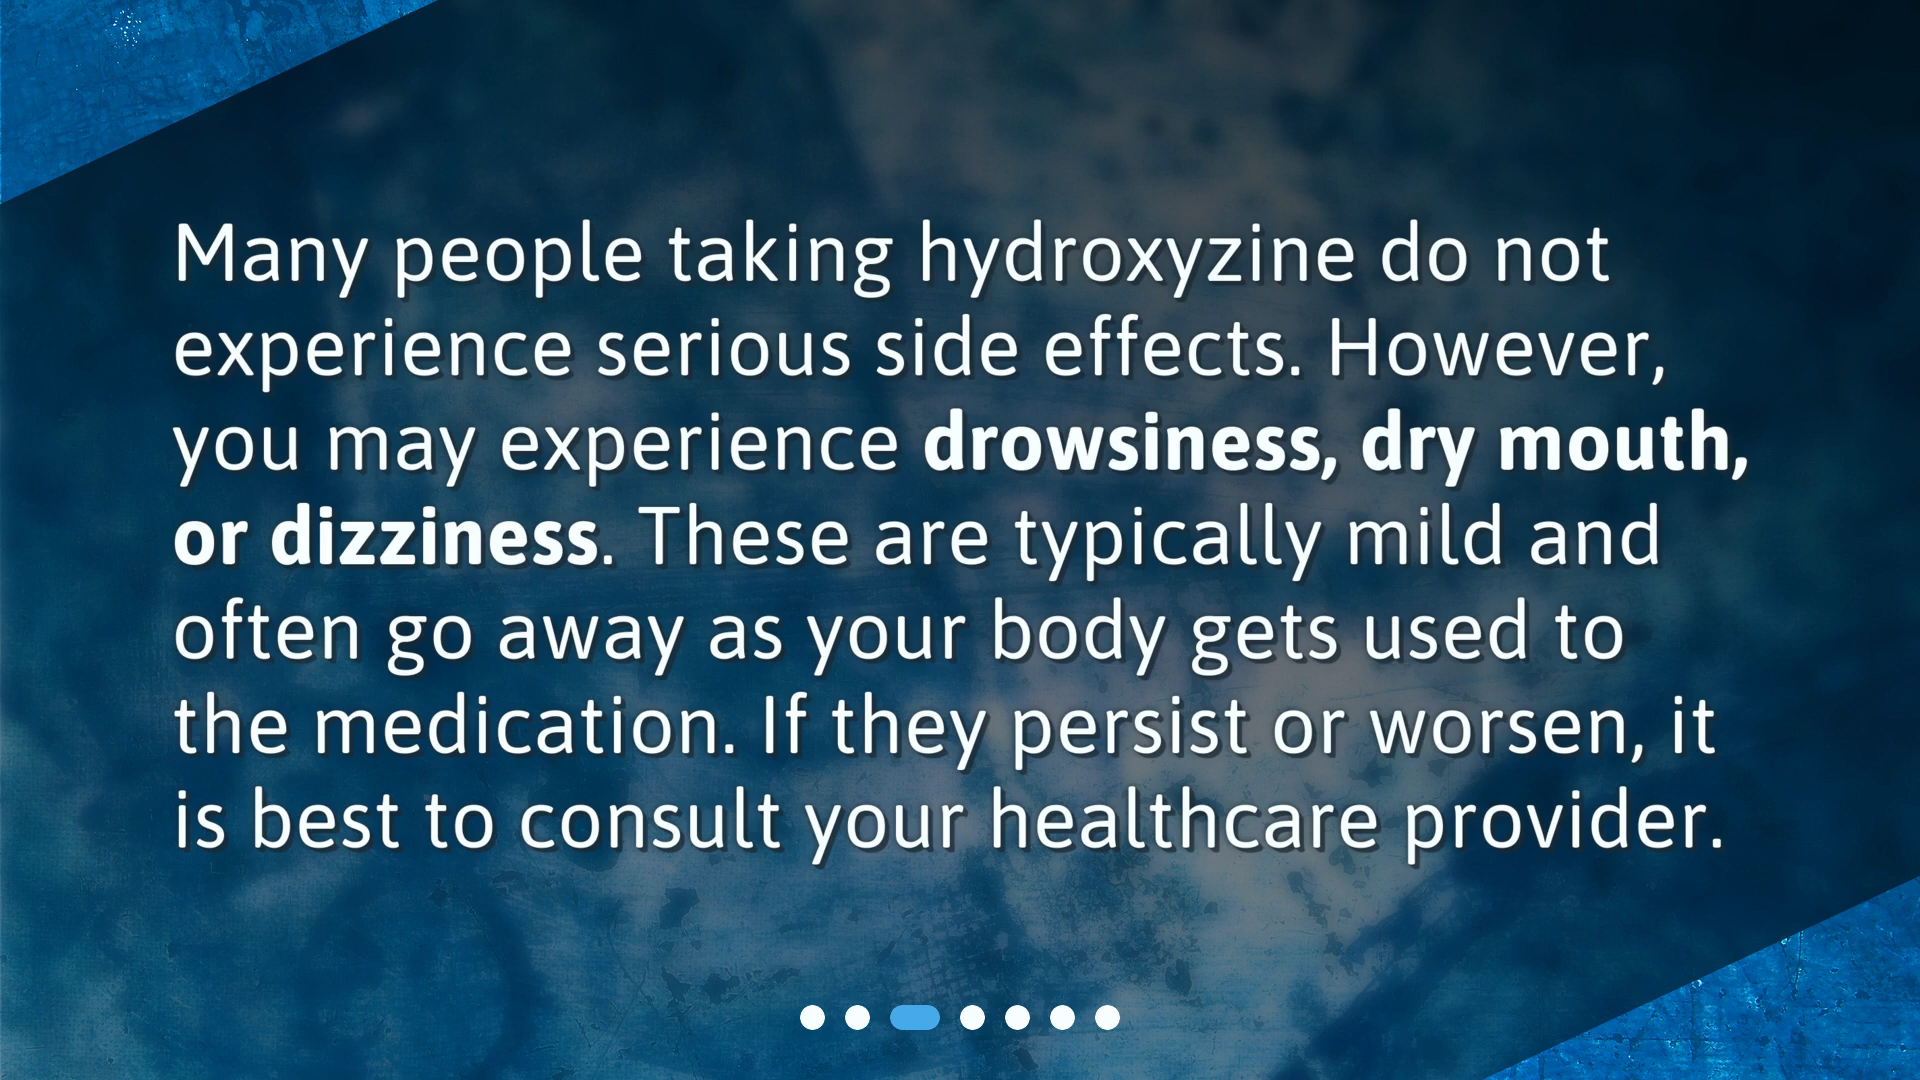 Many people taking hydroxyzine do not
experience serious side effects. However,
you may experience drowsiness, dry mouth,
or dizziness. These are typically mild and
often go away as your body gets used to
the medication. If they persist or worsen, it
is best to consult your healthcare provider.